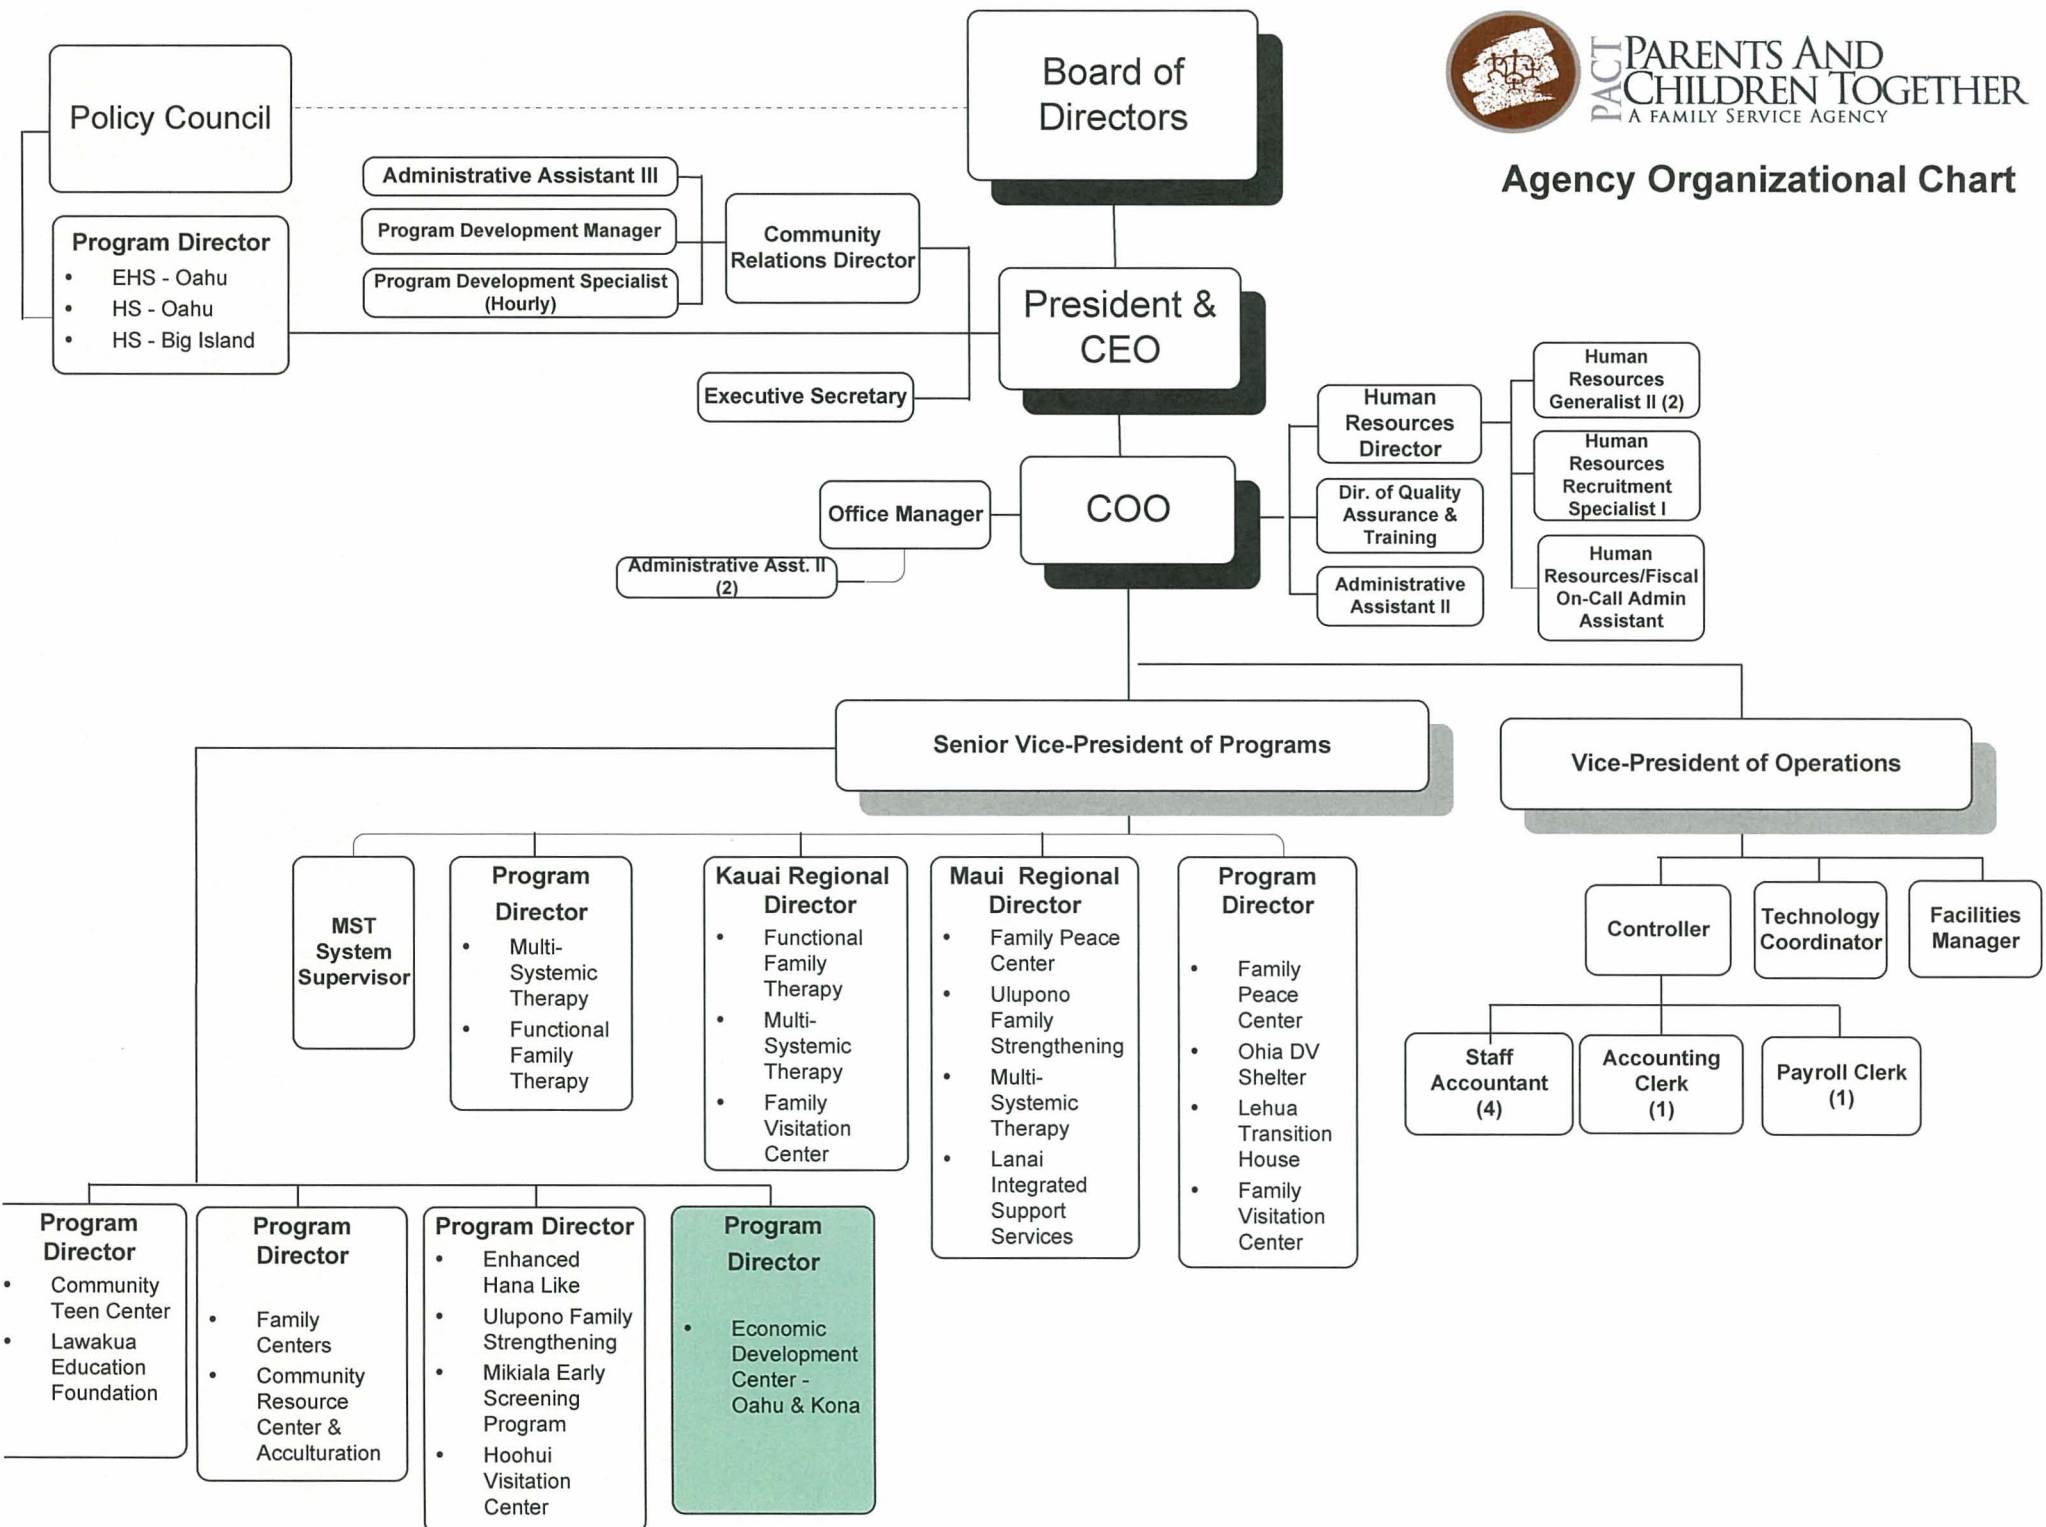 PACT
PARENTS AND
CHILDREN TOGETHER
A FAMILY SERVICE AGENCY
Agency Organizational Chart
Board of
Directors
Policy Council
Program Director
• EHS - Oahu
• HS - Oahu
• HS - Big Island
Administrative Assistant III
Program Development Manager
Program Development Specialist
(Hourly)
Community
Relations Director
President &
CEO
Executive Secretary
COO
Office Manager
Administrative Asst. II
(2)
Human
Resources
Director
Dir. of Quality
Assurance &
Training
Administrative
Assistant II
Human
Resources
Generalist II (2)
Human
Resources
Recruitment
Specialist I
Human
Resources/Fiscal
On-Call Admin
Assistant
Senior Vice-President of Programs
Vice-President of Operations
MST
System
Supervisor
Program
Director
• Multi-
Systemic
Therapy
• Functional
Family
Therapy
Kauai Regional
Director
• Functional
Family
Therapy
• Multi-
Systemic
Therapy
• Family
Visitation
Center
Maui Regional
Director
• Family Peace
Center
• Ulupono
Family
Strengthening
• Multi-
Systemic
Therapy
• Lanai
Integrated
Support
Services
Program
Director
• Family
Peace
Center
• Ohia DV
Shelter
• Lehua
Transition
House
• Family
Visitation
Center
Controller
Technology
Coordinator
Facilities
Manager
Staff
Accountant
(4)
Accounting
Clerk
(1)
Payroll Clerk
(1)
Program
Director
• Community
Teen Center
• Lawakua
Education
Foundation
Program
Director
• Family
Centers
• Community
Resource
Center &
Acculturation
Program Director
• Enhanced
Hana Like
• Ulupono Family
Strengthening
• Mikiala Early
Screening
Program
• Hoohui
Visitation
Center
Program
Director
• Economic
Development
Center -
Oahu & Kona